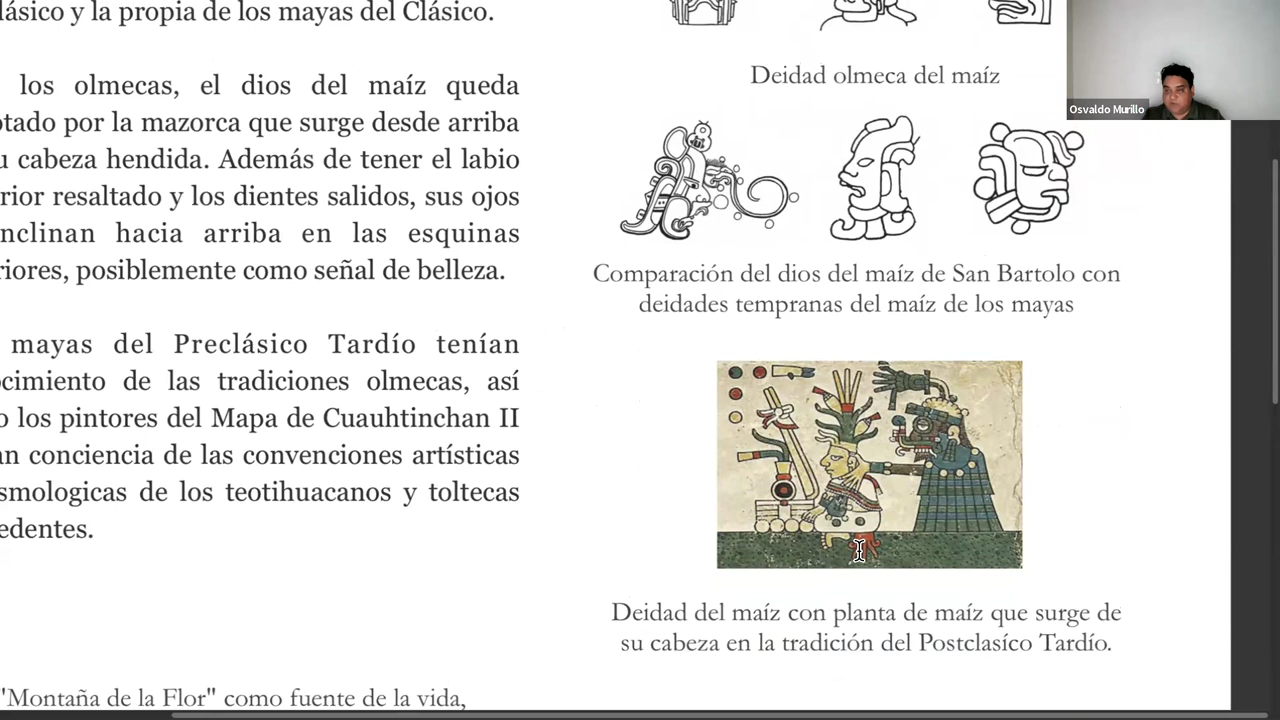 lásico y la propia de los mayas del Clásico.
los olmecas, el dios del maíz queda
otado por la mazorca que surge desde arriba
u cabeza hendida. Además de tener el labio
rior resaltado y los dientes salidos, sus ojos
nclinan hacia arriba en las esquinas
riores, posiblemente como señal de belleza.
mayas del Preclásico Tardío tenían
ocimiento de las tradiciones olmecas, así
o los pintores del Mapa de Cuauhtinchan II
an conciencia de las convenciones artísticas
smologicas de los teotihuacanos y toltecas
edentes.
"Montaña de la Flor" como fuente de la vida,
Deidad olmeca del maíz
Comparación del dios del maíz de San Bartolo con
deidades tempranas del maíz de los mayas
Deidad del maíz con planta de maíz que surge de
su cabeza en la tradición del Postclasíco Tardío.
Osvaldo Murillo